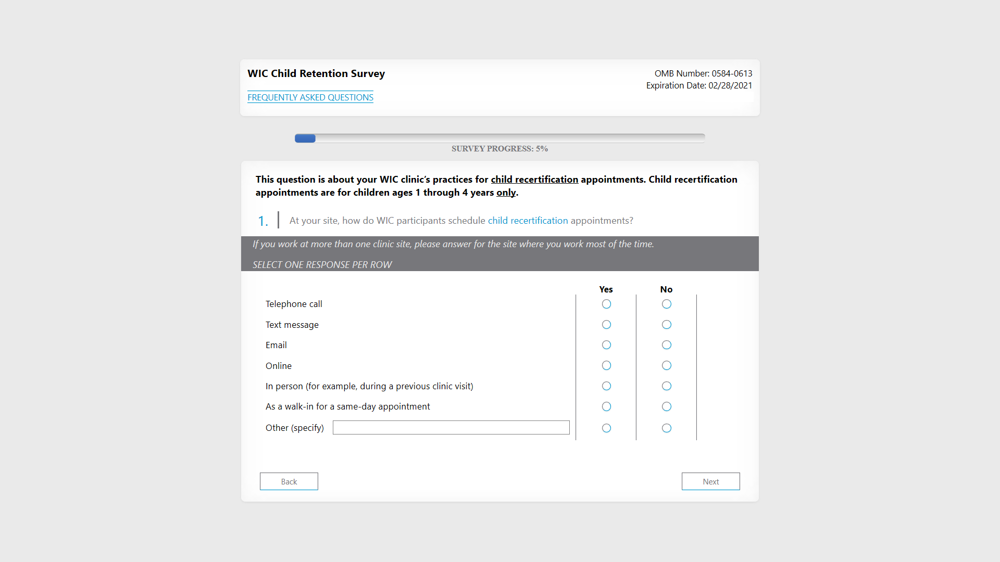 WIC Child Retention Survey
OMB Number: 0584-0613
Expiration Date: 02/28/2021
FREQUENTLY ASKED QUESTIONS
SURVEY PROGRESS: 5%
This question is about your WIC clinic’s practices for child recertification appointments. Child recertification
appointments are for children ages 1 through 4 years only.
1. At your site, how do WIC participants schedule child recertification appointments?
If you work at more than one clinic site, please answer for the site where you work most of the time.
SELECT ONE RESPONSE PER ROW
Yes No
Telephone call
Text message
Email
Online
In person (for example, during a previous clinic visit)
As a walk-in for a same-day appointment
Other (specify)
Back Next